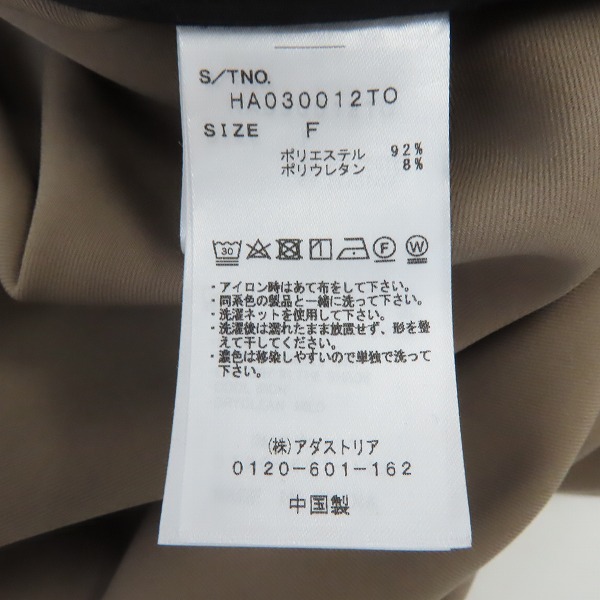 S/TNO.
HA030012TO
SIZE F
ポリエステル 92%
ポリウレタン 8%
30 F W
・アイロン時はあて布をして下さい。
・同系色の製品と一緒に洗って下さい。
・洗濯ネットを使用して下さい。
・洗濯後は濡れたまま放置せず、形を整
えて干してください。
・濃色は移染しやすいので単独で洗って
下さい。
(株)アダストリア
0120-601-162
中国製